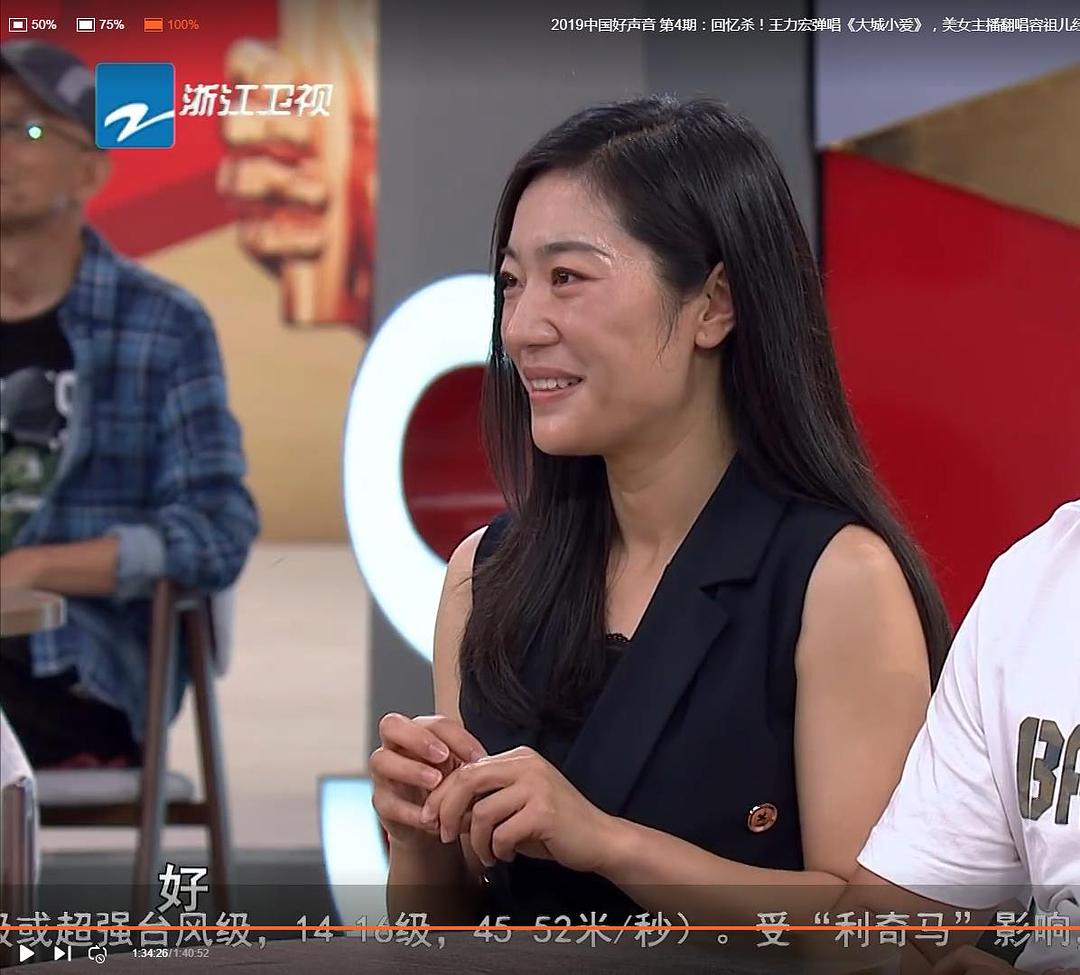 50% 75% 100%
2019中国好声音 第4期：回忆杀！王力宏弹唱《大城小爱》，美女主播翻唱容祖儿
浙江卫视
BA
好
或超强台风级，14-16级，45-52米/秒）。受“利奇马”影响，
1:34:26/1:40:52